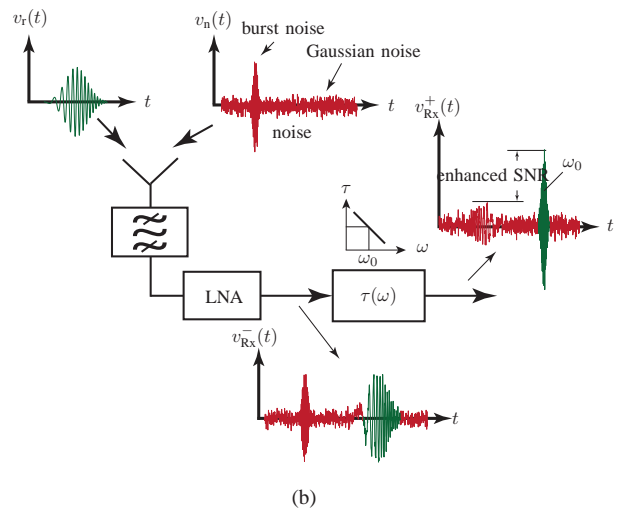 v_r(t)
t
v_n(t)
burst noise
Gaussian noise
t
noise
v_Rx^+(t)
enhanced SNR
ω_0
t
τ
ω
ω_0
LNA
τ(ω)
v_Rx^-(t)
t
(b)